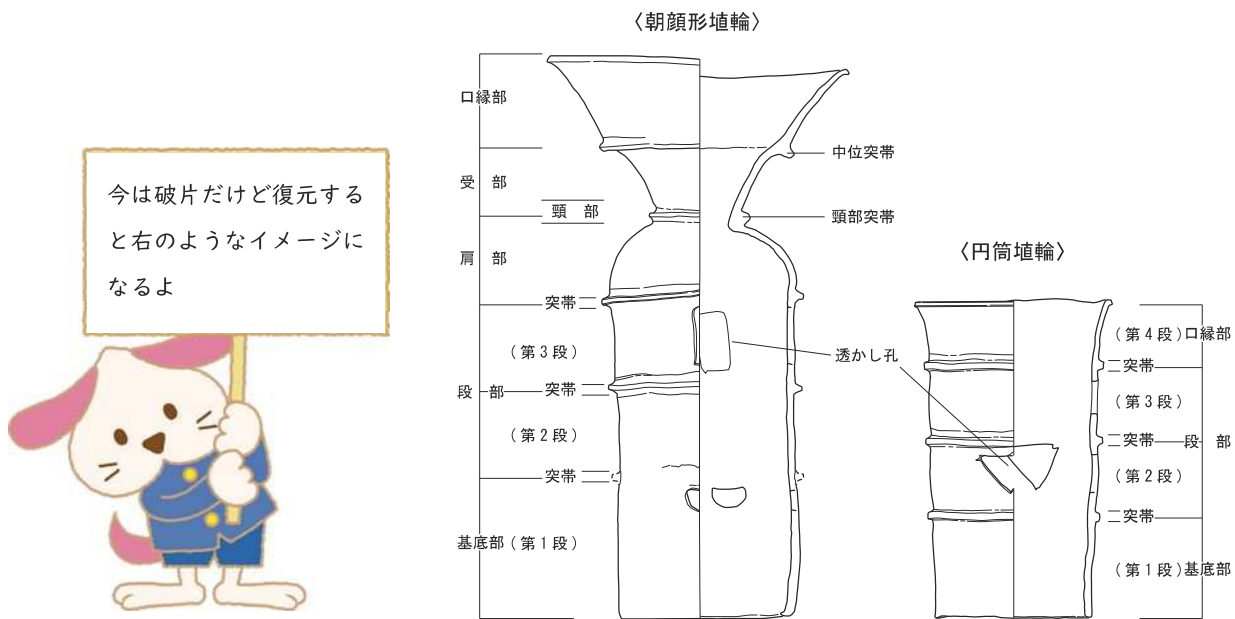 今は破片だけど復元する
と右のようなイメージに
なるよ
〈朝顔形埴輪〉
口縁部
受部
頸部
肩部
突帯
(第3段)
段部
突帯
(第2段)
突帯
基底部(第1段)
中位突帯
頸部突帯
透かし孔
〈円筒埴輪〉
(第4段)口縁部
突帯
(第3段)
突帯
段部
(第2段)
突帯
(第1段)基底部